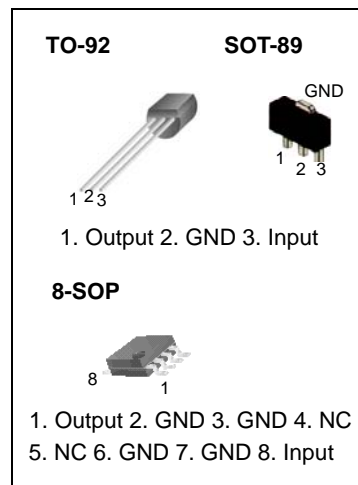 TO-92 SOT-89
GND
1 2 3
1 2 3
1. Output 2. GND 3. Input
8-SOP
8
1
1. Output 2. GND 3. GND 4. NC
5. NC 6. GND 7. GND 8. Input